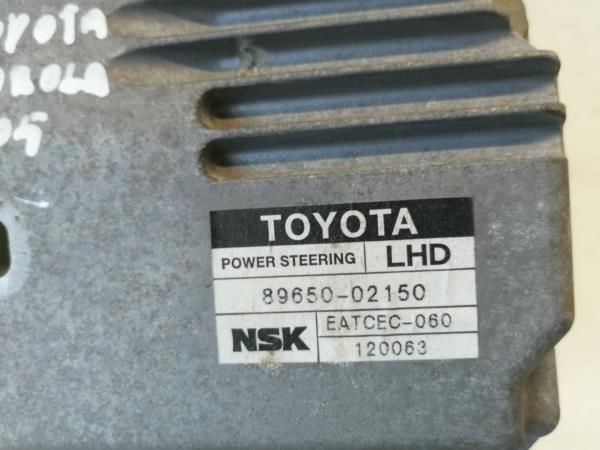 TOYOTA
POWER STEERING LHD
89650-02150
NSK EATCEC-060
120063